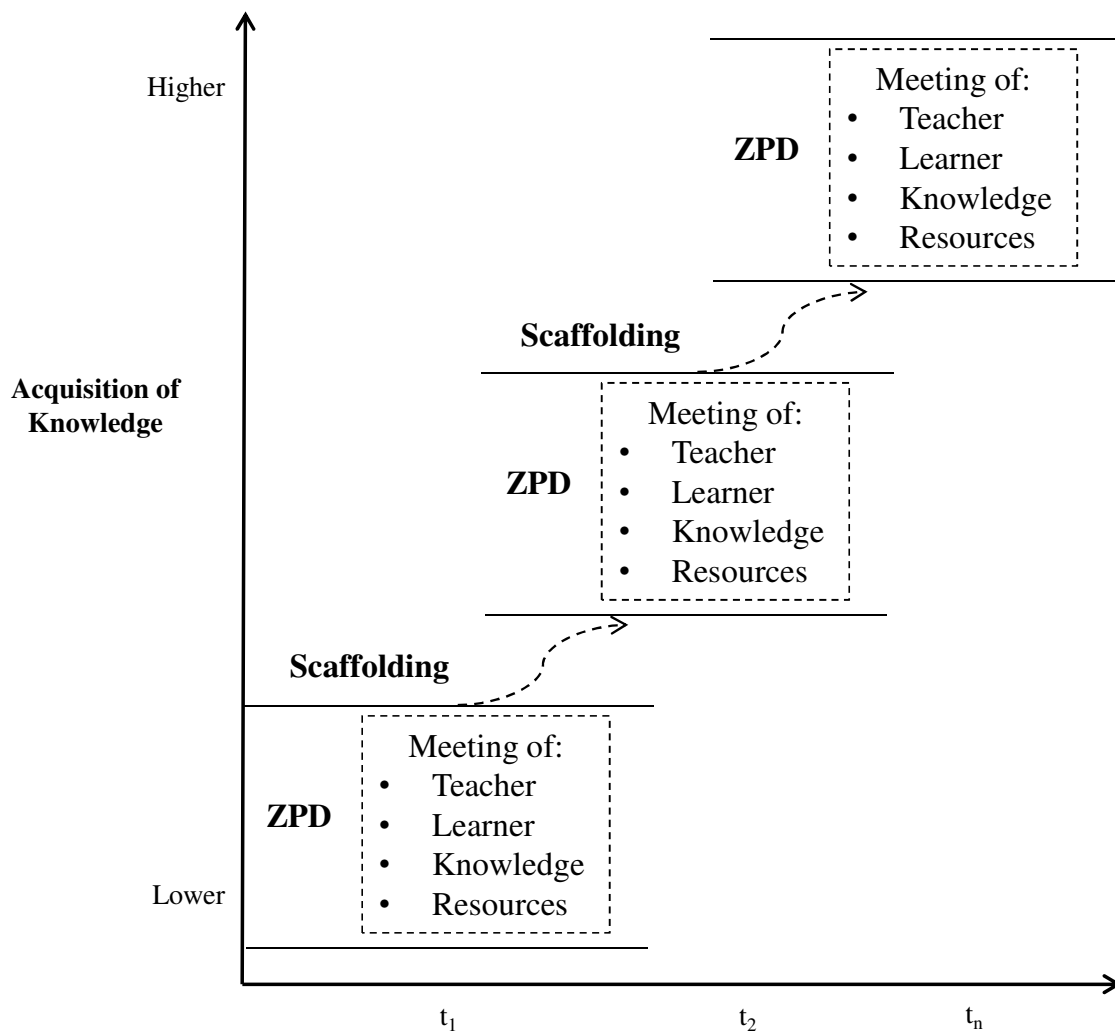 Higher
Meeting of:
• Teacher
ZPD
• Learner
• Knowledge
• Resources
Scaffolding
Acquisition of
Knowledge
Meeting of:
• Teacher
ZPD
• Learner
• Knowledge
• Resources
Scaffolding
Meeting of:
• Teacher
ZPD
• Learner
• Knowledge
Lower
• Resources
t₁ t₂ tₙ